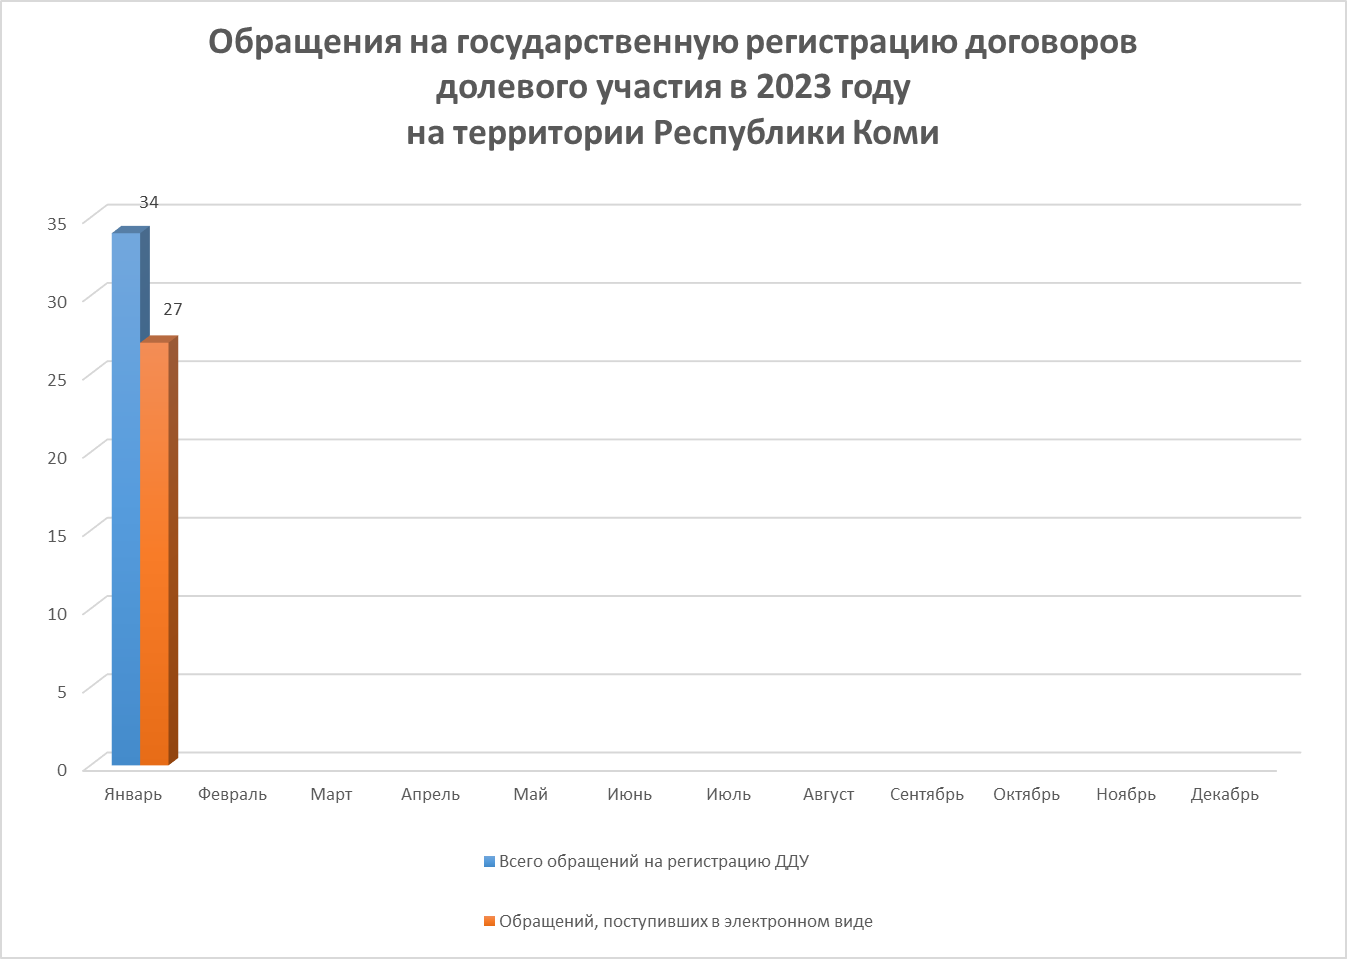 Обращения на государственную регистрацию договоров
долевого участия в 2023 году
на территории Республики Коми
34
35
30
27
25
20
15
10
5
0
Январь Февраль Март Апрель Май Июнь Июль Август Сентябрь Октябрь Ноябрь Декабрь
Всего обращений на регистрацию ДДУ
Обращений, поступивших в электронном виде